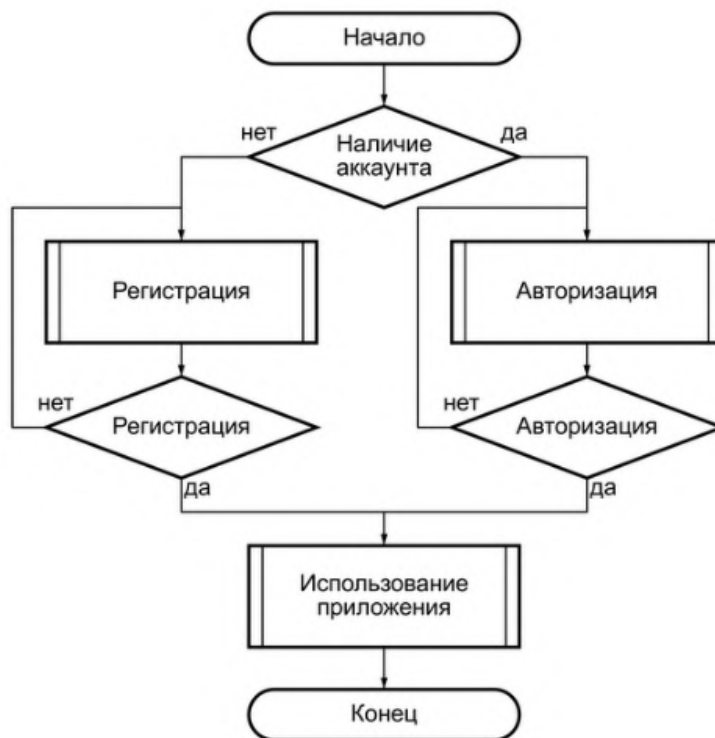 Начало
нет
да
Наличие
аккаунта
Регистрация
Авторизация
нет
Регистрация
нет
Авторизация
да
да
Использование
приложения
Конец